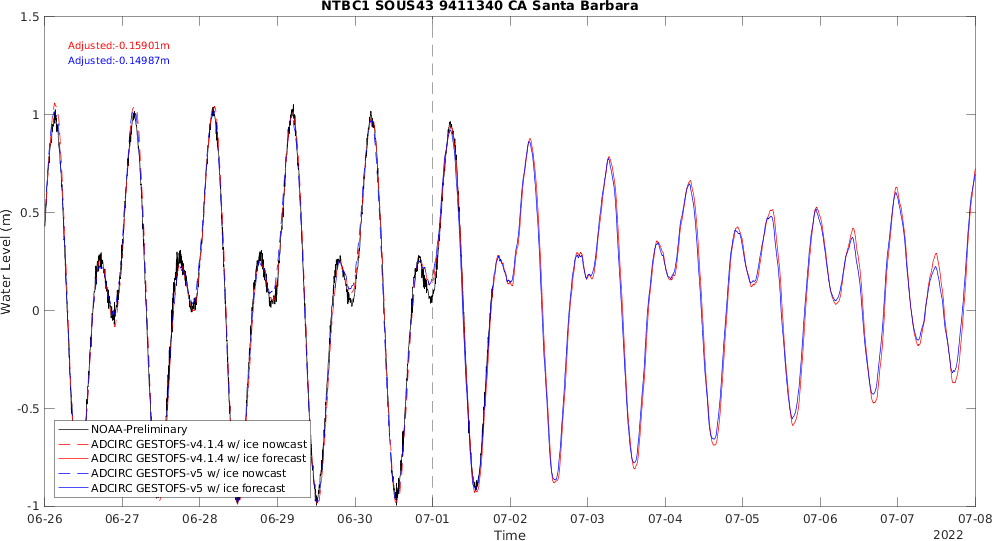 NTBC1 SOUS43 9411340 CA Santa Barbara
1.5
Adjusted:-0.15901m
Adjusted:-0.14987m
1
0.5
Water Level (m)
0
-0.5
NOAA-Preliminary
ADCIRC GESTOFS-v4.1.4 w/ ice nowcast
ADCIRC GESTOFS-v4.1.4 w/ ice forecast
ADCIRC GESTOFS-v5 w/ ice nowcast
ADCIRC GESTOFS-v5 w/ ice forecast
-1
06-26 06-27 06-28 06-29 06-30 07-01 07-02 07-03 07-04 07-05 07-06 07-07 07-08
Time
2022